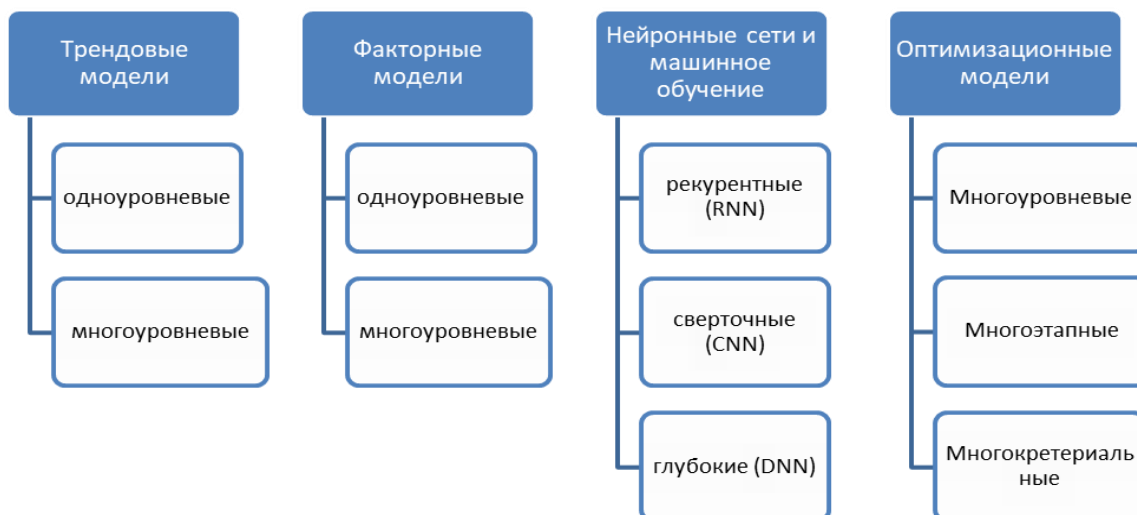 Трендовые
модели
одноуровневые
многоуровневые
Факторные
модели
одноуровневые
многоуровневые
Нейронные сети и
машинное
обучение
рекурентные
(RNN)
сверточные
(CNN)
глубокие (DNN)
Оптимизационные
модели
Многоуровневые
Многоэтапные
Многокретериаль
ные